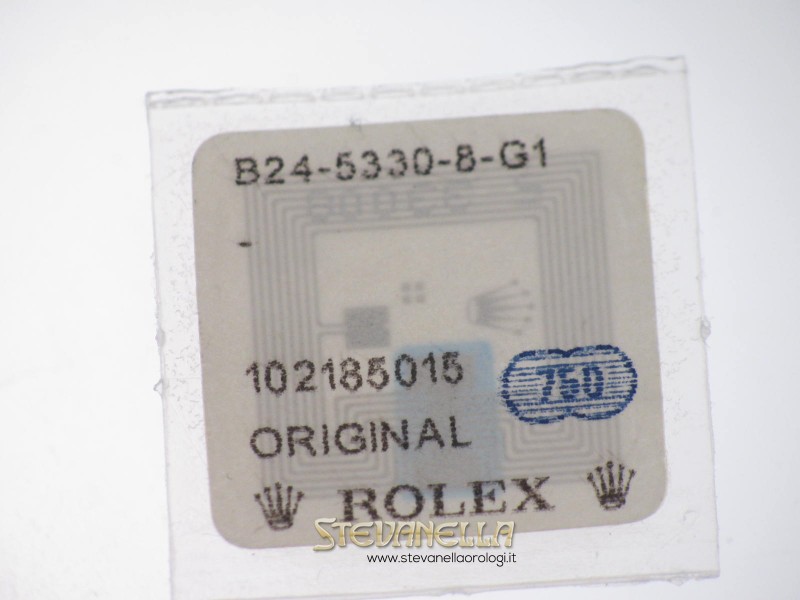 B24-5330-8-G1
-
102185015
750
ORIGINAL
ROLEX
STEVANELLA
www.stevanellaorologi.it